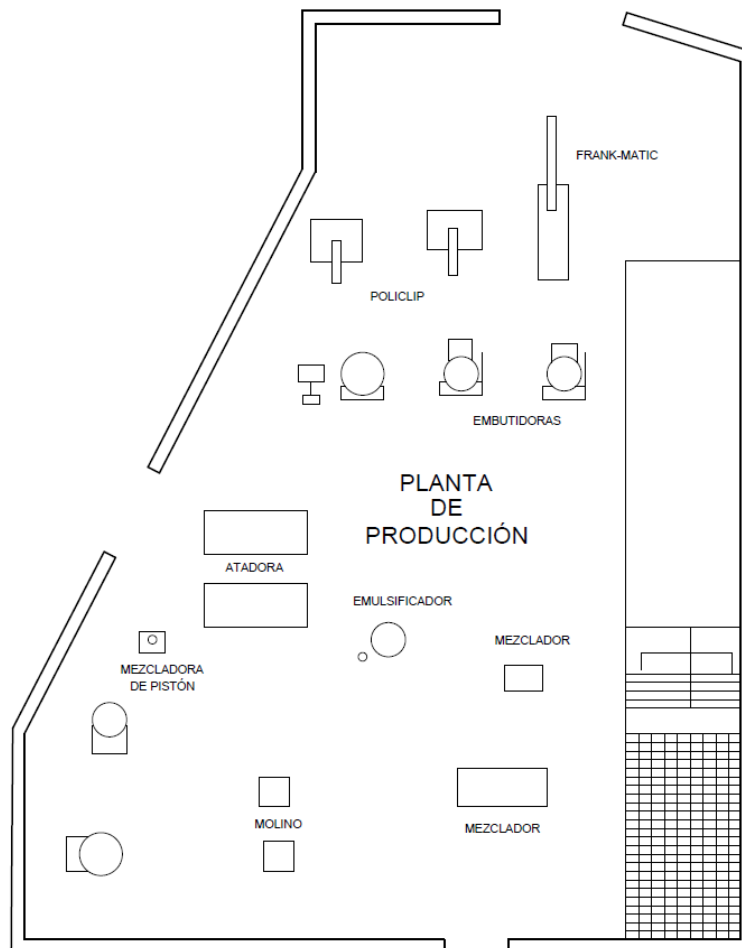 FRANK-MATIC
POLICLIP
EMBUTIDORAS
PLANTA
DE
PRODUCCIÓN
ATADORA
EMULSIFICADOR
MEZCLADOR
MEZCLADORA
DE PISTÓN
MOLINO
MEZCLADOR